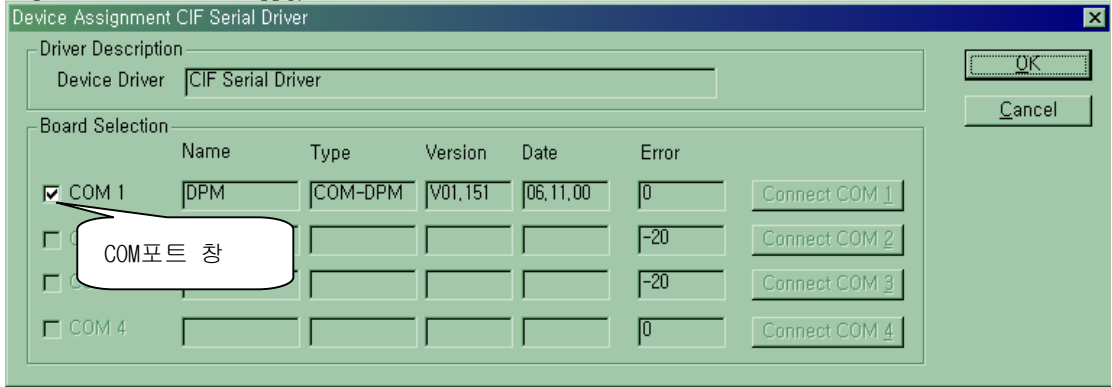 Device Assignment CIF Serial Driver
Driver Description
Device Driver CIF Serial Driver
OK
Cancel
Board Selection
Name Type Version Date Error
COM 1 DPM COM-DPM V01,151 06,11,00 0 Connect COM 1
COM포트 창
-20 Connect COM 2
-20 Connect COM 3
COM 4 0 Connect COM 4